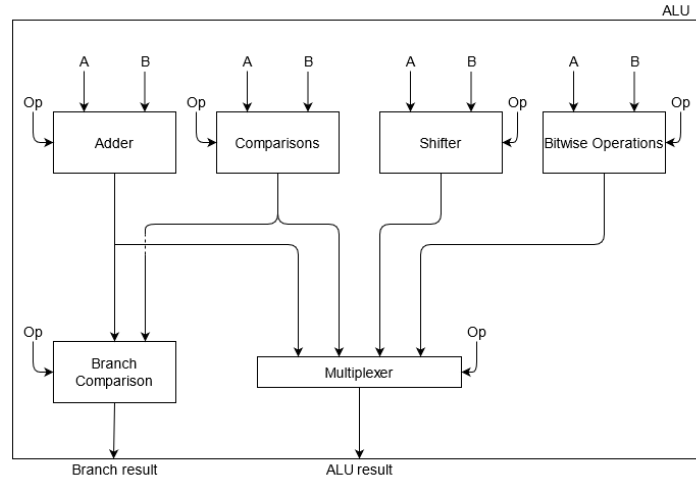 ALU
A B A B A B A B
Op Op Op Op
Adder Comparisons Shifter Bitwise Operations
Op Op
Branch
Comparison
Multiplexer
Branch result ALU result